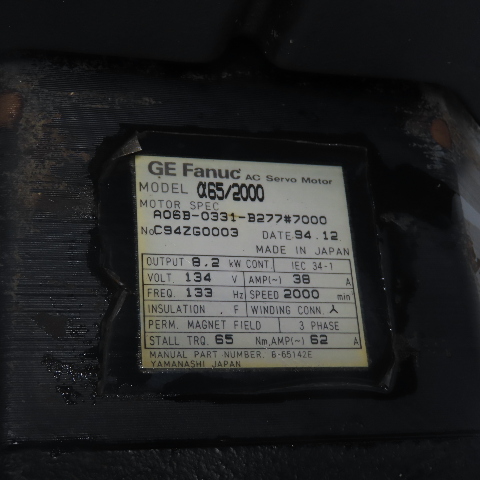 GE Fanuc AC Servo Motor
MODEL α65/2000
MOTOR SPEC
A06B-0331-B277#7000
No C94ZG0003 DATE 94.12
MADE IN JAPAN
OUTPUT 8.2 kW CONT IEC 34-1
VOLT. 134 V AMP(~) 38 A
FREQ. 133 Hz SPEED 2000 min⁻¹
INSULATION . F WINDING CONN. 人
PERM. MAGNET FIELD 3 PHASE
STALL TRQ. 65 Nm, AMP(~) 62 A
MANUAL PART NUMBER. B-65142E
YAMANASHI JAPAN